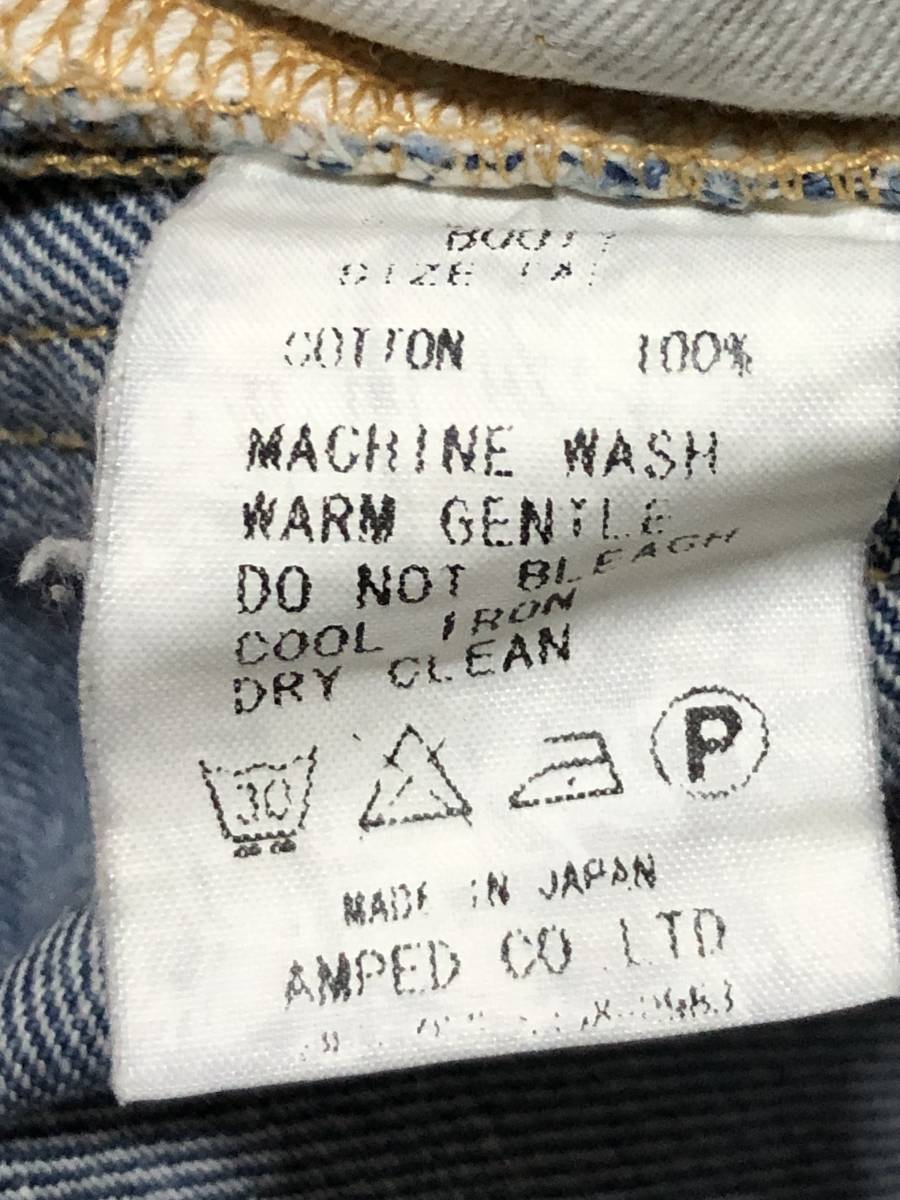 SIZE
COTTON 100%
MACHINE WASH
WARM GENTLE
DO NOT BLEACH
COOL IRON
DRY CLEAN
30 P
MADE IN JAPAN
AMPED CO .LTD